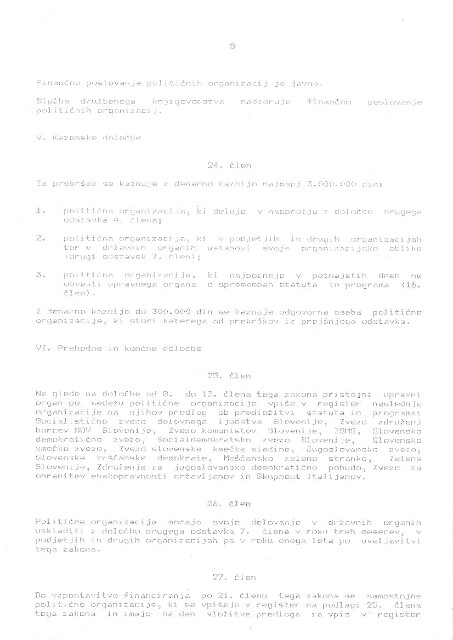 5
Finančno poslovanje političnih organizacij je javno.
Služba družbenega knjigovodstva nadzoruje finančno poslovanje
političnih organizacij.
V. Kazenske določbe
24. člen
Za prekršek se kaznuje z denarno kaznijo najmanj 3.000.000 din:
1. politična organizacija, ki deluje v nasprotju z določbo drugega
odstavka 4. člena;
2. politična organizacija, ki v podjetjih in drugih organizacijah
ter v državnih organih ustanovi svoje organizacijske oblike
(drugi odstavek 7. člen);
3. politična organizacija, ki najpozneje v petnajstih dneh ne
obvesti upravnega organa o spremembah statuta in programa (16.
člen).
Z denarno kaznijo do 300.000 din se kaznuje odgovorna oseba politične
organizacije, ki stori katerega od prekrškov iz prejšnjega odstavka.
VI. Prehodne in končne določbe
25. člen
Ne glede na določbe od 8. do 13. člena tega zakona pristojni upravni
organ po uradu politične organizacije vpiše v register naslednje
organizacije na njihov predlog ob predložitvi statuta in programa:
Socialistično zvezo delovnega ljudstva Slovenije, Zvezo združenj
borcev NOV Slovenije, Zvezo komunistov Slovenije, ZSMS, Slovensko
demokratično zvezo, Socialdemokratsko zvezo Slovenije, Slovensko
kmečko zvezo, Zvezo slovenske kmečke mladine, Jugoslovansko zvezo,
Slovenske krščanske demokrate, Meščansko zeleno stranko, Zelene
Slovenije, Združenje za jugoslovansko demokratično pobudo, Zvezo za
ohranitev enakopravnosti državljanov in Skupnost Italijanov.
26. člen
Politične organizacije morajo svoje delovanje v državnih organih
uskladiti z določbo drugega odstavka 7. člena v roku treh mesecev, v
podjetjih in drugih organizacijah pa v roku enega leta po uveljavitvi
tega zakona.
27. člen
Do vzpostavitve financiranja po 21. členu tega zakona se samostojne
politične organizacije, ki se vpišejo v register na podlagi 25. člena
tega zakona in imajo na dan vložitve predloga za vpis v register